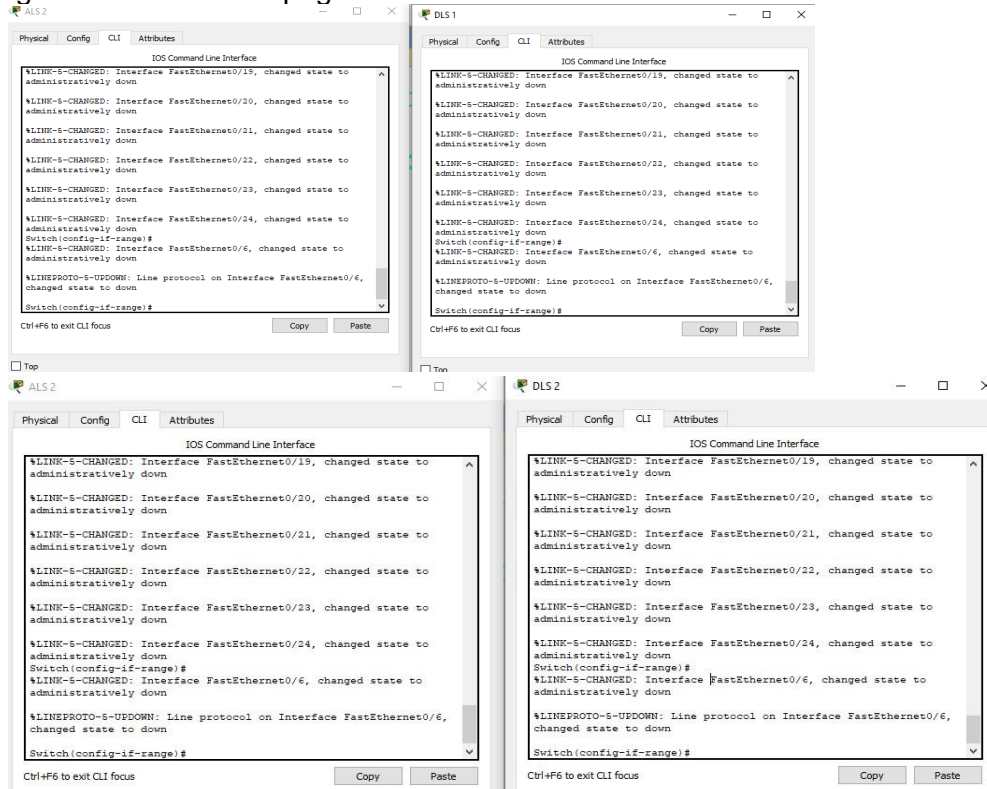 ALS 2
Physical Config CLI Attributes
IOS Command Line Interface
%LINK-5-CHANGED: Interface FastEthernet0/19, changed state to
administratively down
%LINK-5-CHANGED: Interface FastEthernet0/20, changed state to
administratively down
%LINK-5-CHANGED: Interface FastEthernet0/21, changed state to
administratively down
%LINK-5-CHANGED: Interface FastEthernet0/22, changed state to
administratively down
%LINK-5-CHANGED: Interface FastEthernet0/23, changed state to
administratively down
%LINK-5-CHANGED: Interface FastEthernet0/24, changed state to
administratively down
Switch(config-if-range)#
%LINK-5-CHANGED: Interface FastEthernet0/6, changed state to
administratively down
%LINEPROTO-5-UPDOWN: Line protocol on Interface FastEthernet0/6,
changed state to down
Switch(config-if-range)#
Ctrl+F6 to exit CLI focus Copy Paste
Top
DLS 1
Physical Config CLI Attributes
IOS Command Line Interface
%LINK-5-CHANGED: Interface FastEthernet0/19, changed state to
administratively down
%LINK-5-CHANGED: Interface FastEthernet0/20, changed state to
administratively down
%LINK-5-CHANGED: Interface FastEthernet0/21, changed state to
administratively down
%LINK-5-CHANGED: Interface FastEthernet0/22, changed state to
administratively down
%LINK-5-CHANGED: Interface FastEthernet0/23, changed state to
administratively down
%LINK-5-CHANGED: Interface FastEthernet0/24, changed state to
administratively down
Switch(config-if-range)#
%LINK-5-CHANGED: Interface FastEthernet0/6, changed state to
administratively down
%LINEPROTO-5-UPDOWN: Line protocol on Interface FastEthernet0/6,
changed state to down
Switch(config-if-range)#
Ctrl+F6 to exit CLI focus Copy Paste
Top
ALS 2
Physical Config CLI Attributes
IOS Command Line Interface
%LINK-5-CHANGED: Interface FastEthernet0/19, changed state to
administratively down
%LINK-5-CHANGED: Interface FastEthernet0/20, changed state to
administratively down
%LINK-5-CHANGED: Interface FastEthernet0/21, changed state to
administratively down
%LINK-5-CHANGED: Interface FastEthernet0/22, changed state to
administratively down
%LINK-5-CHANGED: Interface FastEthernet0/23, changed state to
administratively down
%LINK-5-CHANGED: Interface FastEthernet0/24, changed state to
administratively down
Switch(config-if-range)#
%LINK-5-CHANGED: Interface FastEthernet0/6, changed state to
administratively down
%LINEPROTO-5-UPDOWN: Line protocol on Interface FastEthernet0/6,
changed state to down
Switch(config-if-range)#
Ctrl+F6 to exit CLI focus Copy Paste
DLS 2
Physical Config CLI Attributes
IOS Command Line Interface
%LINK-5-CHANGED: Interface FastEthernet0/19, changed state to
administratively down
%LINK-5-CHANGED: Interface FastEthernet0/20, changed state to
administratively down
%LINK-5-CHANGED: Interface FastEthernet0/21, changed state to
administratively down
%LINK-5-CHANGED: Interface FastEthernet0/22, changed state to
administratively down
%LINK-5-CHANGED: Interface FastEthernet0/23, changed state to
administratively down
%LINK-5-CHANGED: Interface FastEthernet0/24, changed state to
administratively down
Switch(config-if-range)#
%LINK-5-CHANGED: Interface FastEthernet0/6, changed state to
administratively down
%LINEPROTO-5-UPDOWN: Line protocol on Interface FastEthernet0/6,
changed state to down
Switch(config-if-range)#
Ctrl+F6 to exit CLI focus Copy Paste